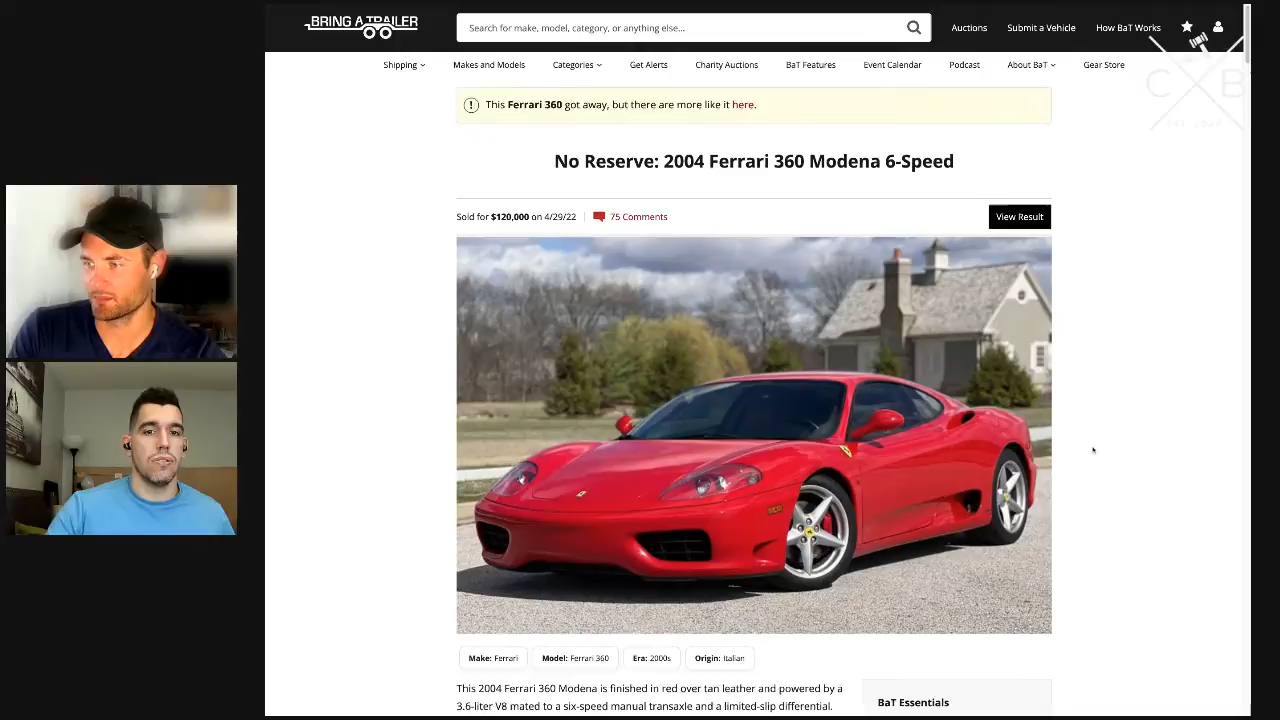 BRING A TRAILER
Search for make, model, category, or anything else...
Auctions
Submit a Vehicle
How BaT Works
Shipping
Makes and Models
Categories
Get Alerts
Charity Auctions
BaT Features
Event Calendar
Podcast
About BaT
Gear Store
C B
This Ferrari 360 got away, but there are more like it here.
No Reserve: 2004 Ferrari 360 Modena 6-Speed
Sold for $120,000 on 4/29/22
75 Comments
View Result
Make: Ferrari
Model: Ferrari 360
Era: 2000s
Origin: Italian
This 2004 Ferrari 360 Modena is finished in red over tan leather and powered by a
3.6-liter V8 mated to a six-speed manual transaxle and a limited-slip differential.
BaT Essentials